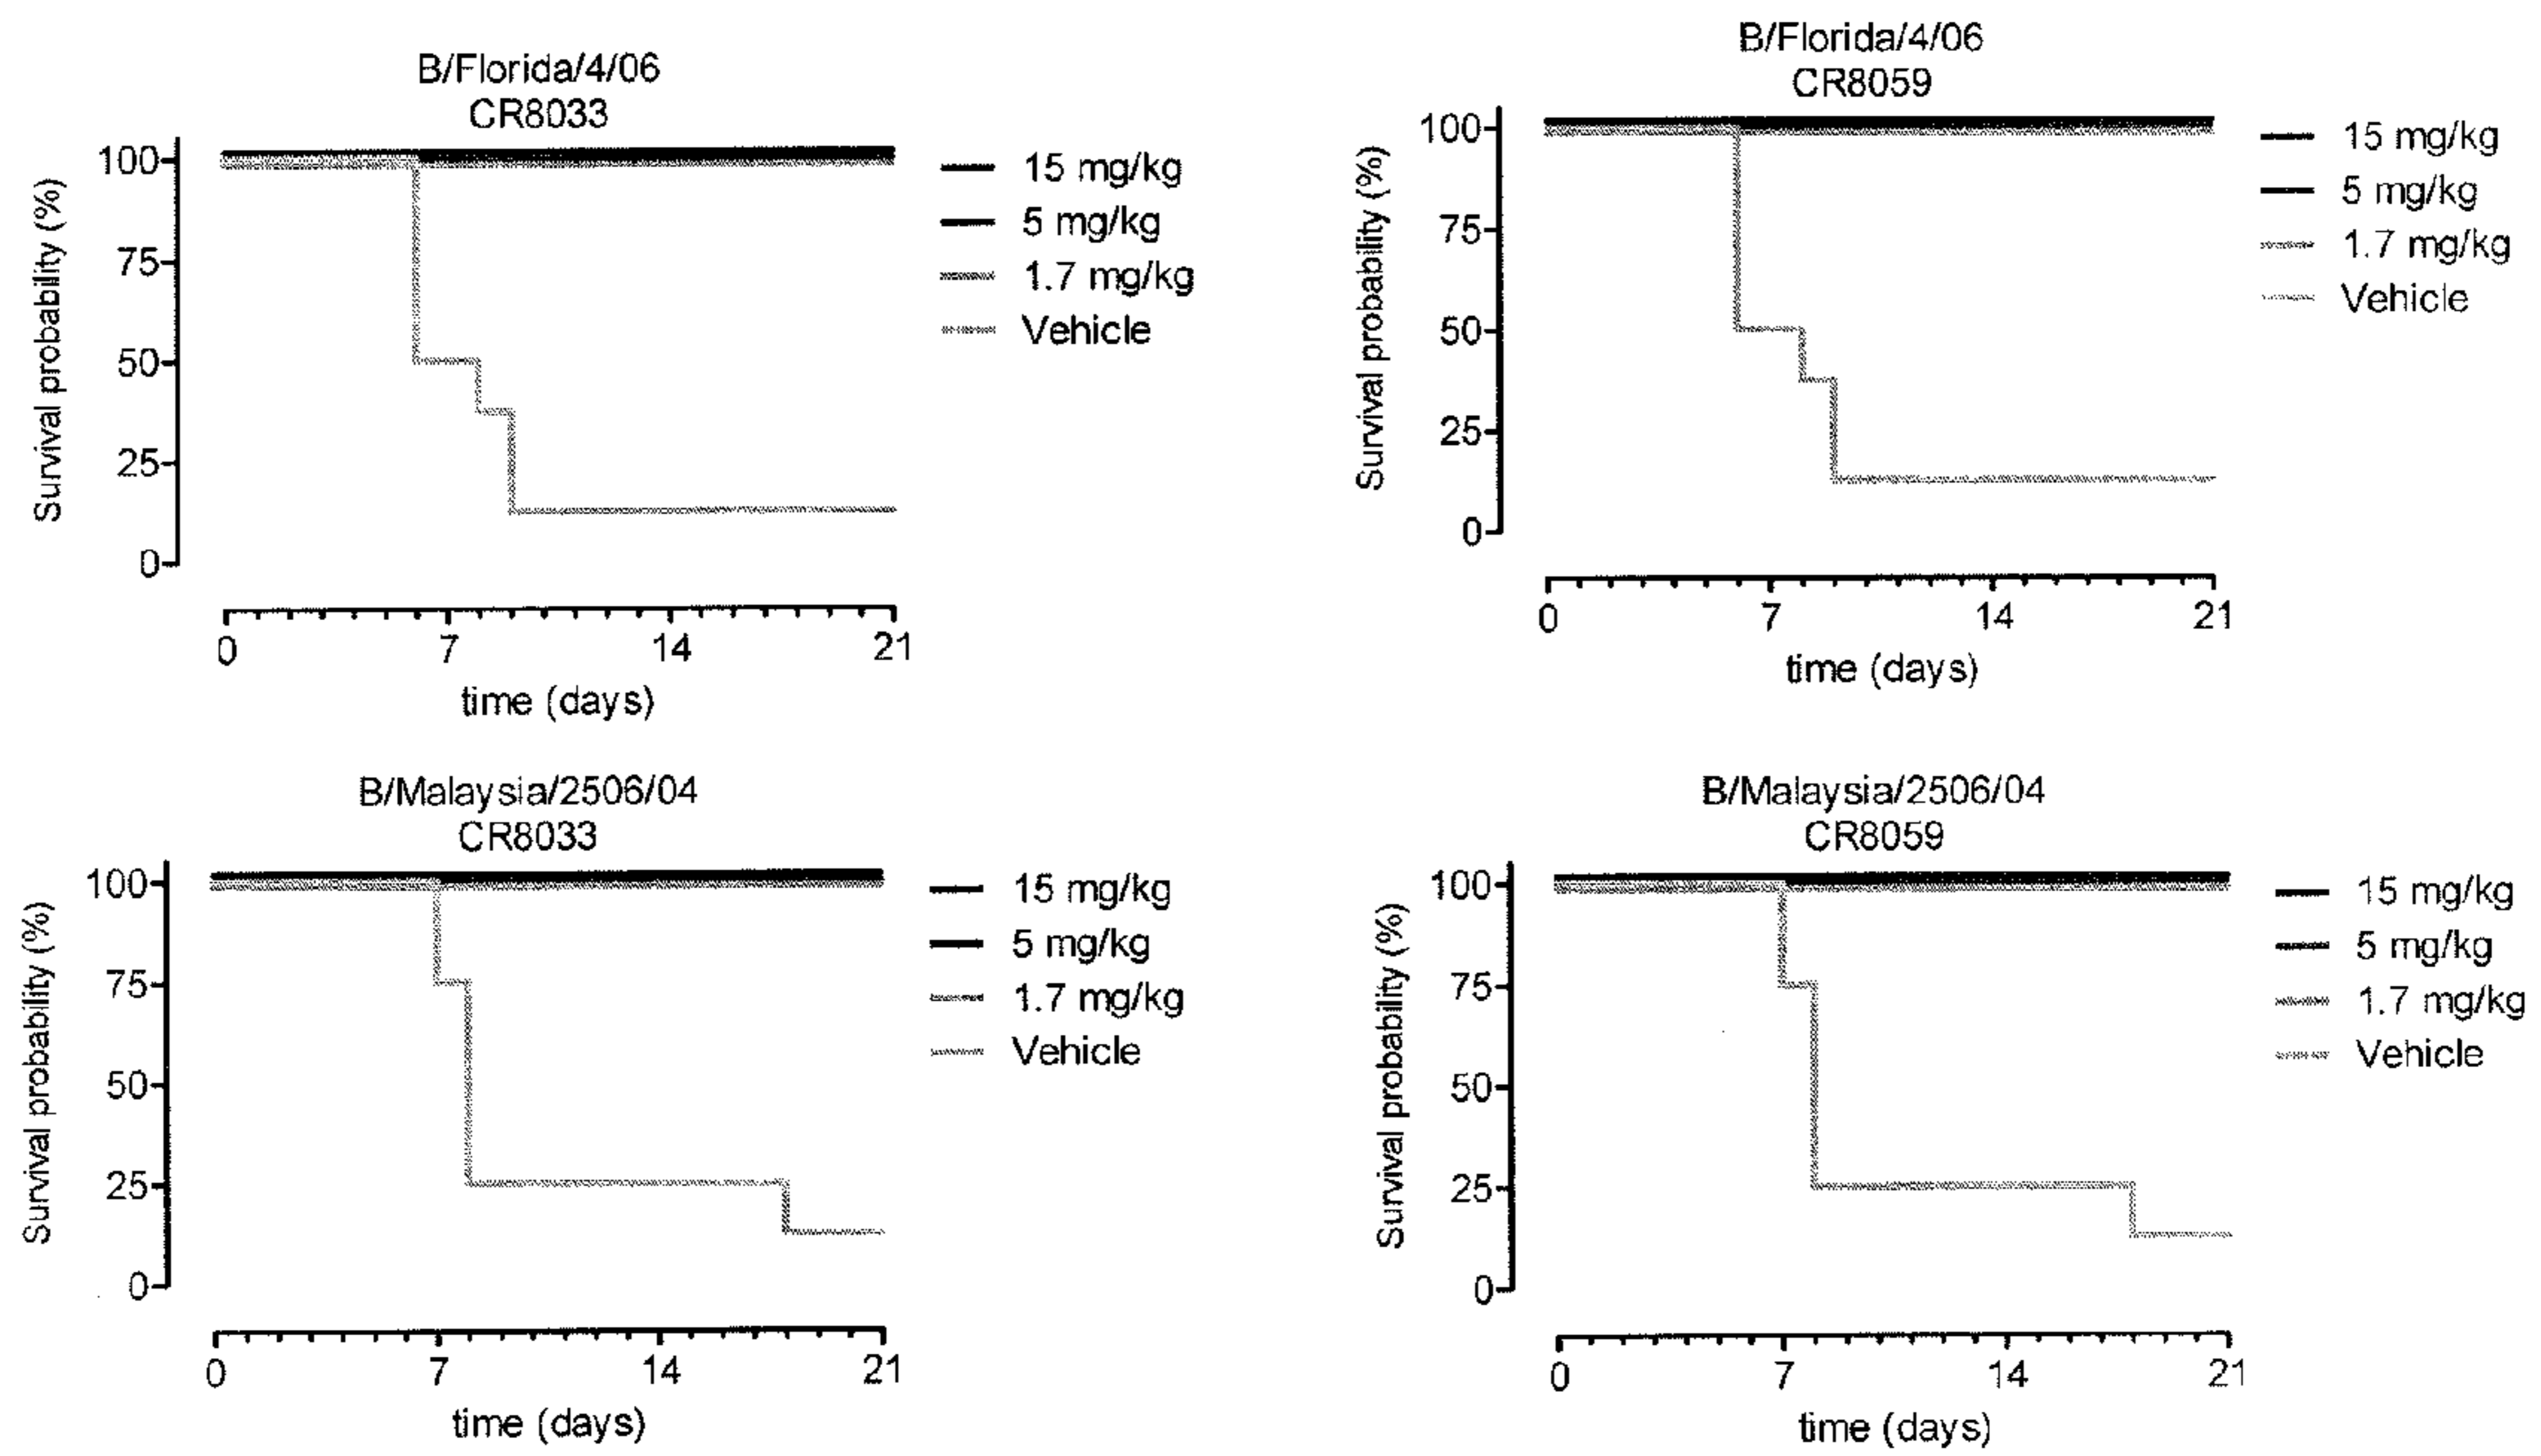 B/Florida/4/06
CR8033
Survival probability (%)
100
75
50
25
0
0 7 14 21
time (days)
15 mg/kg
5 mg/kg
1.7 mg/kg
Vehicle
B/Florida/4/06
CR8059
Survival probability (%)
100
75
50
25
0
0 7 14 21
time (days)
15 mg/kg
5 mg/kg
1.7 mg/kg
Vehicle
B/Malaysia/2506/04
CR8033
Survival probability (%)
100
75
50
25
0
0 7 14 21
time (days)
15 mg/kg
5 mg/kg
1.7 mg/kg
Vehicle
B/Malaysia/2506/04
CR8059
Survival probability (%)
100
75
50
25
0
0 7 14 21
time (days)
15 mg/kg
5 mg/kg
1.7 mg/kg
Vehicle